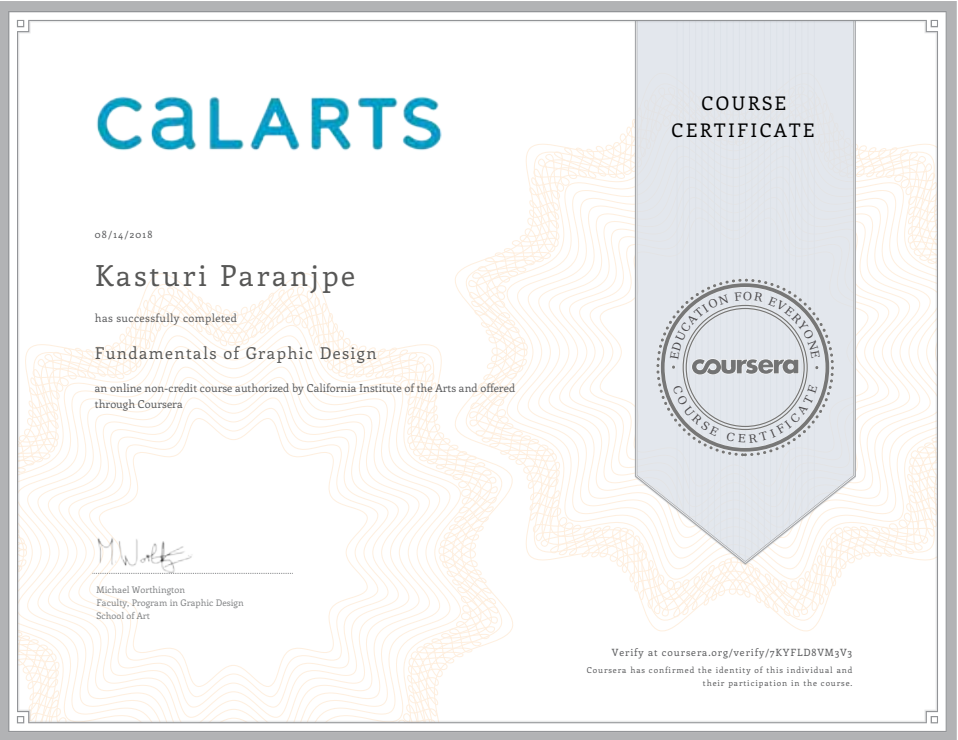 CALARTS
COURSE
CERTIFICATE
08/14/2018
Kasturi Paranjpe
has successfully completed
Fundamentals of Graphic Design
an online non-credit course authorized by California Institute of the Arts and offered
through Coursera
EDUCATION FOR EVERYONE
coursera
COURSE CERTIFICATE
Michael Worthington
Faculty, Program in Graphic Design
School of Art
Verify at coursera.org/verify/7KYFLD8VM3V3
Coursera has confirmed the identity of this individual and
their participation in the course.